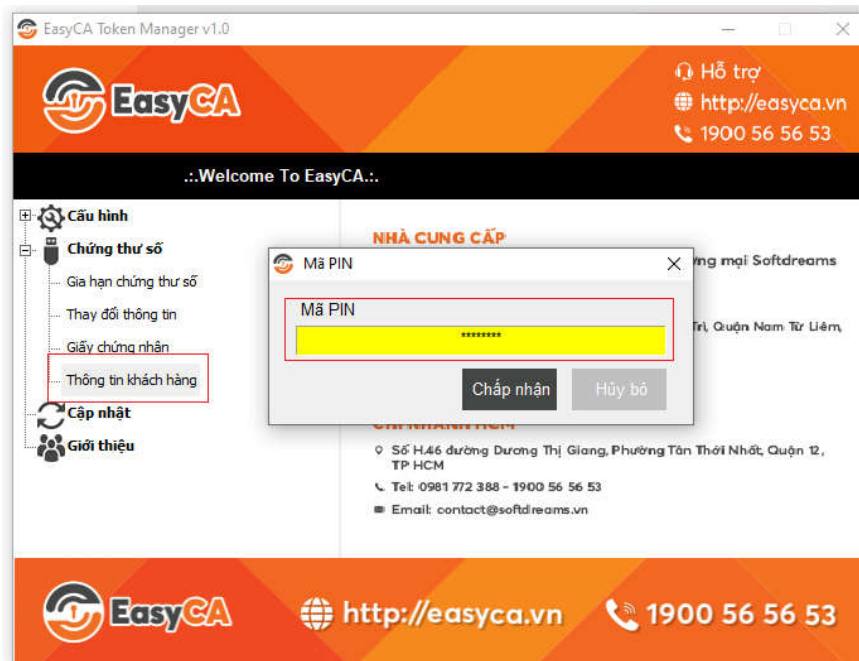 EasyCA Token Manager v1.0
EasyCA
Hỗ trợ
http://easyca.vn
1900 56 56 53
.:.Welcome To EasyCA.:.
Cấu hình
Chứng thư số
Gia hạn chứng thư số
Thay đổi thông tin
Giấy chứng nhận
Thông tin khách hàng
Cập nhật
Giới thiệu
NHÀ CUNG CẤP
mại Softdreams
Trì, Quận Nam Từ Liêm,
Mã PIN
Mã PIN
********
Chấp nhận
Hủy bỏ
CHI NHÁNH HCM
Số H.46 đường Dương Thị Giang, Phường Tân Thới Nhất, Quận 12,
TP HCM
Tel: 0981 772 388 - 1900 56 56 53
Email: contact@softdreams.vn
EasyCA
http://easyca.vn
1900 56 56 53